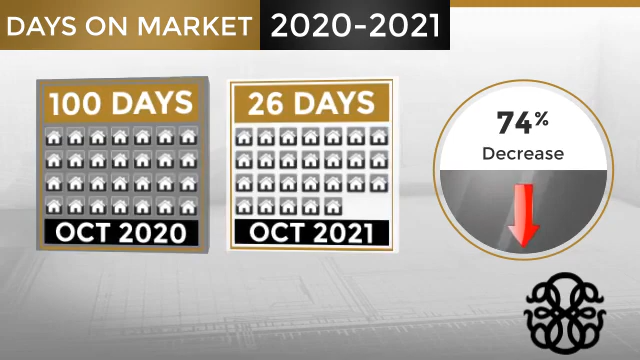 DAYS ON MARKET 2020-2021
100 DAYS
OCT 2020
26 DAYS
OCT 2021
74%
Decrease